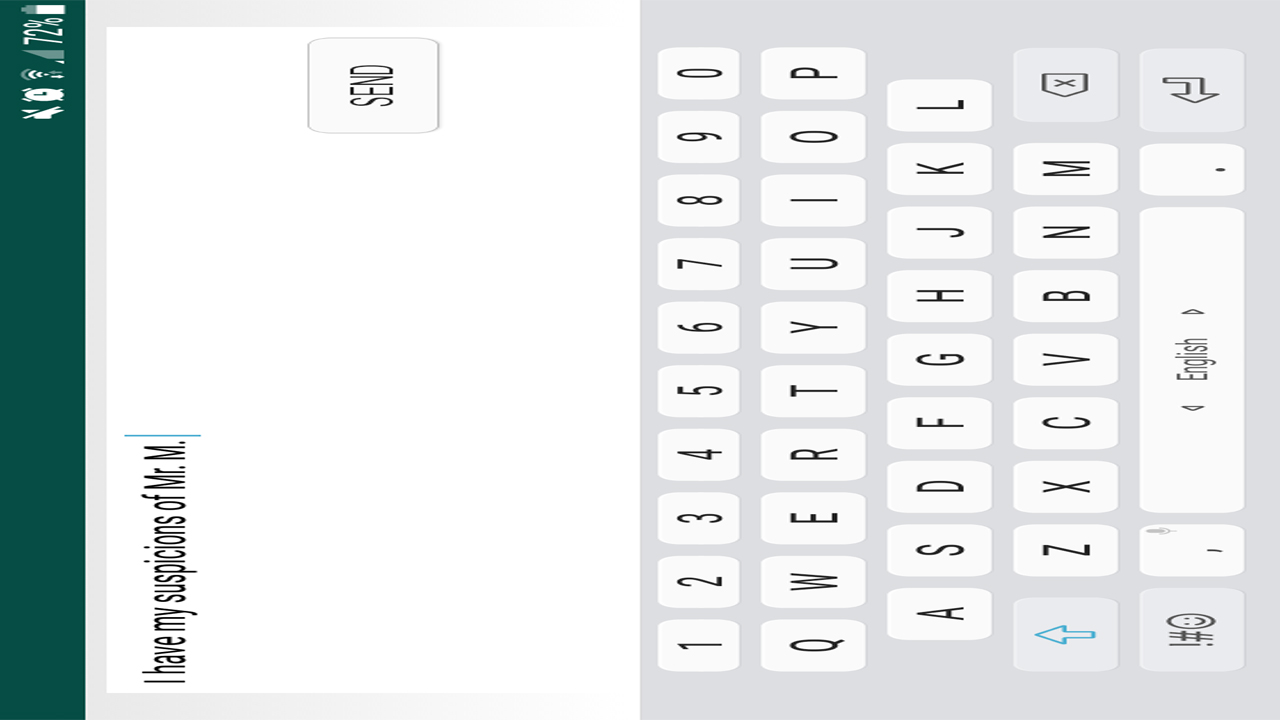 72%
I have my suspicions of Mr. M.
SEND
1 2 3 4 5 6 7 8 9 0
Q W E R T Y U I O P
A S D F G H J K L
Z X C V B N M
!#☺ , English .